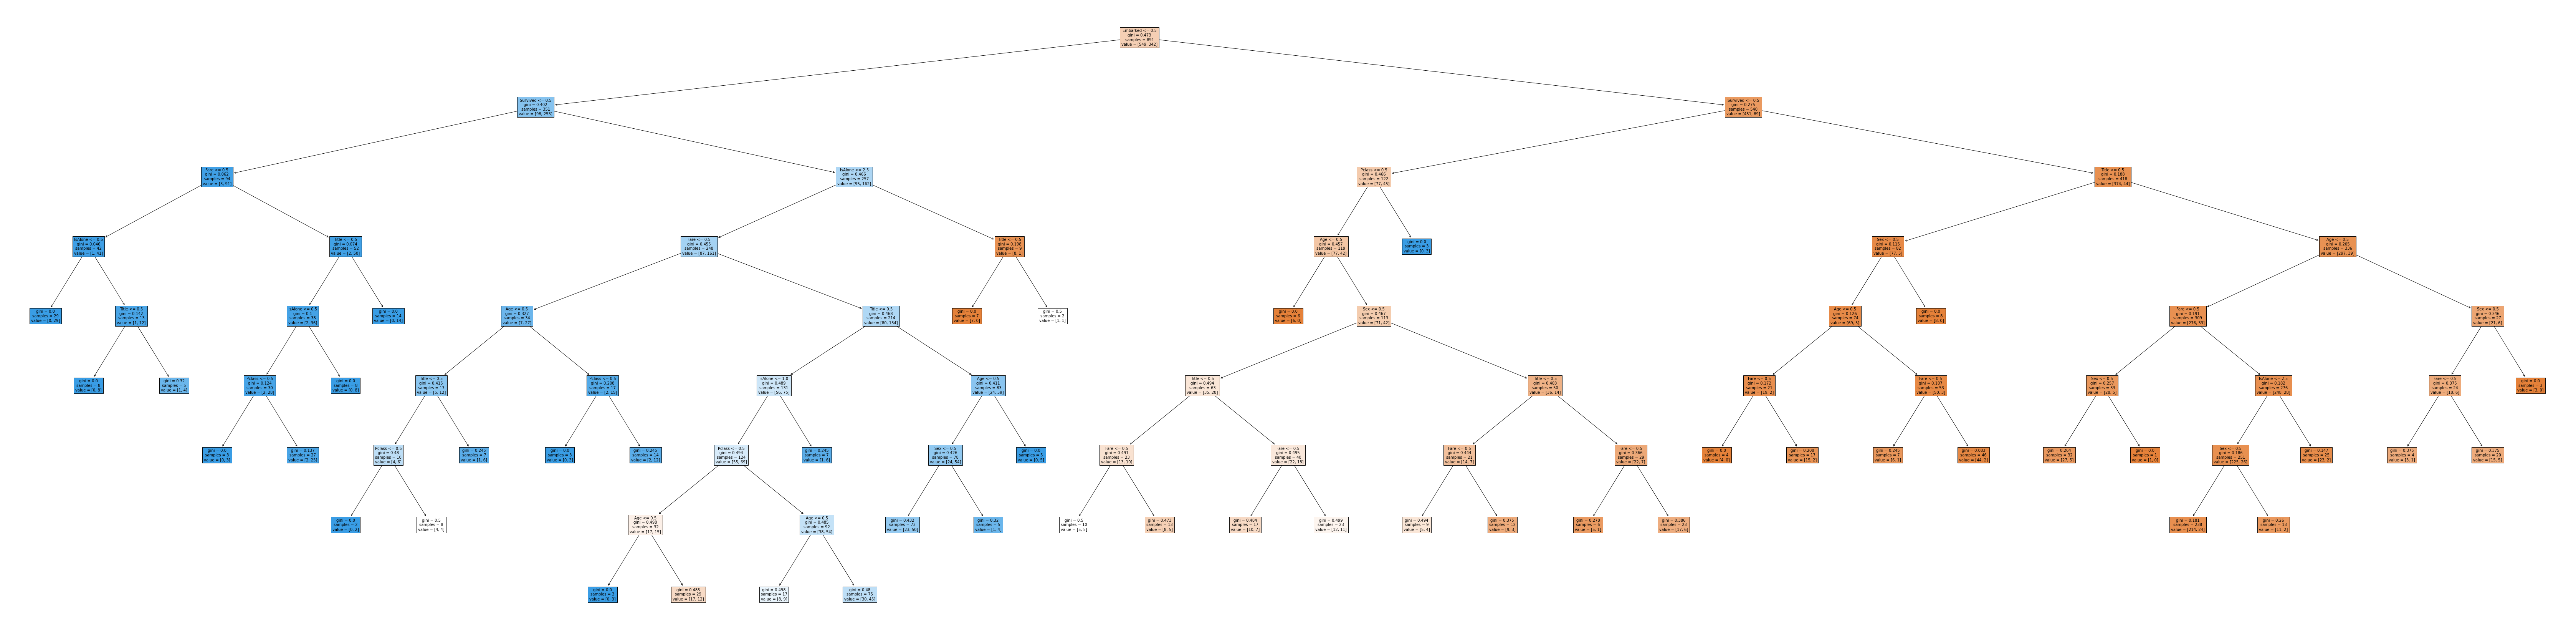 Embarked <= 0.5
gini = 0.473
samples = 891
value = [549, 342]
Survived <= 0.5
gini = 0.402
samples = 351
value = [98, 253]
Survived <= 0.5
gini = 0.275
samples = 540
value = [451, 89]
Fare <= 0.5
gini = 0.062
samples = 94
value = [3, 91]
IsAlone <= 2.5
gini = 0.466
samples = 257
value = [95, 162]
Pclass <= 0.5
gini = 0.466
samples = 122
value = [77, 45]
Title <= 0.5
gini = 0.188
samples = 418
value = [374, 44]
IsAlone <= 0.0
gini = 0.046
samples = 42
value = [1, 41]
Title <= 0.5
gini = 0.074
samples = 52
value = [2, 50]
Fare <= 0.5
gini = 0.455
samples = 248
value = [87, 161]
Title <= 0.5
gini = 0.198
samples = 9
value = [8, 1]
Age <= 0.5
gini = 0.457
samples = 119
value = [77, 42]
gini = 0.0
samples = 3
value = [0, 3]
Sex <= 0.5
gini = 0.115
samples = 82
value = [77, 5]
Age <= 0.5
gini = 0.205
samples = 336
value = [297, 39]
gini = 0.0
samples = 29
value = [0, 29]
Title <= 0.5
gini = 0.142
samples = 13
value = [1, 12]
IsAlone <= 0.5
gini = 0.1
samples = 38
value = [2, 36]
gini = 0.0
samples = 14
value = [0, 14]
Age <= 0.5
gini = 0.327
samples = 34
value = [7, 27]
Title <= 0.5
gini = 0.468
samples = 214
value = [80, 134]
gini = 0.0
samples = 7
value = [7, 0]
gini = 0.5
samples = 2
value = [1, 1]
gini = 0.0
samples = 6
value = [6, 0]
Sex <= 0.5
gini = 0.467
samples = 113
value = [71, 42]
Age <= 0.5
gini = 0.126
samples = 74
value = [69, 5]
gini = 0.0
samples = 8
value = [8, 0]
Fare <= 0.5
gini = 0.191
samples = 309
value = [276, 33]
Sex <= 0.5
gini = 0.346
samples = 27
value = [21, 6]
gini = 0.0
samples = 8
value = [0, 8]
gini = 0.32
samples = 5
value = [1, 4]
Pclass <= 0.5
gini = 0.124
samples = 30
value = [2, 28]
gini = 0.0
samples = 8
value = [0, 8]
Title <= 0.5
gini = 0.415
samples = 17
value = [5, 12]
Pclass <= 0.5
gini = 0.208
samples = 17
value = [2, 15]
IsAlone <= 1.0
gini = 0.489
samples = 131
value = [56, 75]
Age <= 0.5
gini = 0.411
samples = 83
value = [24, 59]
Title <= 0.5
gini = 0.494
samples = 63
value = [35, 28]
Title <= 0.5
gini = 0.403
samples = 50
value = [36, 14]
Fare <= 0.5
gini = 0.172
samples = 21
value = [19, 2]
Fare <= 0.5
gini = 0.107
samples = 53
value = [50, 3]
Sex <= 0.5
gini = 0.257
samples = 33
value = [28, 5]
IsAlone <= 2.5
gini = 0.182
samples = 276
value = [248, 28]
Fare <= 0.5
gini = 0.375
samples = 24
value = [18, 6]
gini = 0.0
samples = 3
value = [3, 0]
gini = 0.0
samples = 3
value = [0, 3]
gini = 0.137
samples = 27
value = [2, 25]
Pclass <= 0.5
gini = 0.48
samples = 10
value = [4, 6]
gini = 0.245
samples = 7
value = [1, 6]
gini = 0.0
samples = 3
value = [0, 3]
gini = 0.245
samples = 14
value = [2, 12]
Pclass <= 0.5
gini = 0.494
samples = 124
value = [55, 69]
gini = 0.245
samples = 7
value = [1, 6]
Sex <= 0.5
gini = 0.426
samples = 78
value = [24, 54]
gini = 0.0
samples = 5
value = [0, 5]
Fare <= 0.5
gini = 0.491
samples = 23
value = [13, 10]
Fare <= 0.5
gini = 0.495
samples = 40
value = [22, 18]
Fare <= 0.5
gini = 0.444
samples = 21
value = [14, 7]
Fare <= 0.5
gini = 0.366
samples = 29
value = [22, 7]
gini = 0.0
samples = 4
value = [4, 0]
gini = 0.208
samples = 17
value = [15, 2]
gini = 0.245
samples = 7
value = [6, 1]
gini = 0.083
samples = 46
value = [44, 2]
gini = 0.264
samples = 32
value = [27, 5]
gini = 0.0
samples = 1
value = [1, 0]
Sex <= 0.5
gini = 0.186
samples = 251
value = [225, 26]
gini = 0.147
samples = 25
value = [23, 2]
gini = 0.375
samples = 4
value = [3, 1]
gini = 0.375
samples = 20
value = [15, 5]
gini = 0.0
samples = 2
value = [0, 2]
gini = 0.5
samples = 8
value = [4, 4]
Age <= 0.5
gini = 0.498
samples = 32
value = [17, 15]
Age <= 0.5
gini = 0.485
samples = 92
value = [38, 54]
gini = 0.432
samples = 73
value = [23, 50]
gini = 0.32
samples = 5
value = [1, 4]
gini = 0.5
samples = 10
value = [5, 5]
gini = 0.473
samples = 13
value = [8, 5]
gini = 0.484
samples = 17
value = [10, 7]
gini = 0.499
samples = 23
value = [12, 11]
gini = 0.494
samples = 9
value = [5, 4]
gini = 0.375
samples = 12
value = [9, 3]
gini = 0.278
samples = 6
value = [5, 1]
gini = 0.386
samples = 23
value = [17, 6]
gini = 0.181
samples = 238
value = [214, 24]
gini = 0.26
samples = 13
value = [11, 2]
gini = 0.0
samples = 3
value = [0, 3]
gini = 0.485
samples = 29
value = [17, 12]
gini = 0.498
samples = 17
value = [8, 9]
gini = 0.48
samples = 75
value = [30, 45]